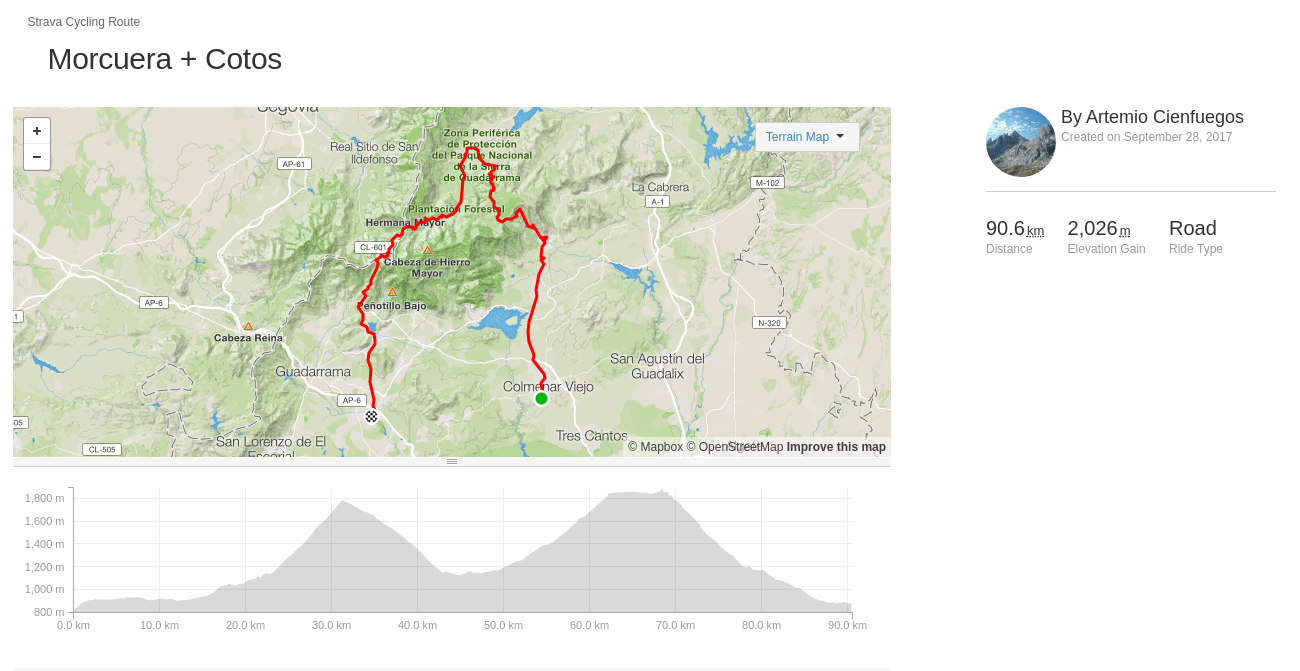 Strava Cycling Route
Morcuera + Cotos
By Artemio Cienfuegos
Created on September 28, 2017
90.6 km
Distance
2,026 m
Elevation Gain
Road
Ride Type
+
−
Terrain Map
Segovia
Zona Periférica
de Protección
del Parque Nacional
de la Sierra
de Guadarrama
Real Sitio de San
Ildefonso
AP-61
M-102
La Cabrera
A-1
Plantación Forestal
Hermana Mayor
CL-601
Cabeza de Hierro
Mayor
Peñotillo Bajo
AP-6
1
N-320
Cabeza Reina
San Agustín del
Guadalix
Guadarrama
Colmenar Viejo
AP-6
05
Tres Cantos
San Lorenzo de El
Escorial
CL-505
© Mapbox © OpenStreetMap Improve this map
1,800 m
1,600 m
1,400 m
1,200 m
1,000 m
800 m
0.0 km
10.0 km
20.0 km
30.0 km
40.0 km
50.0 km
60.0 km
70.0 km
80.0 km
90.0 km